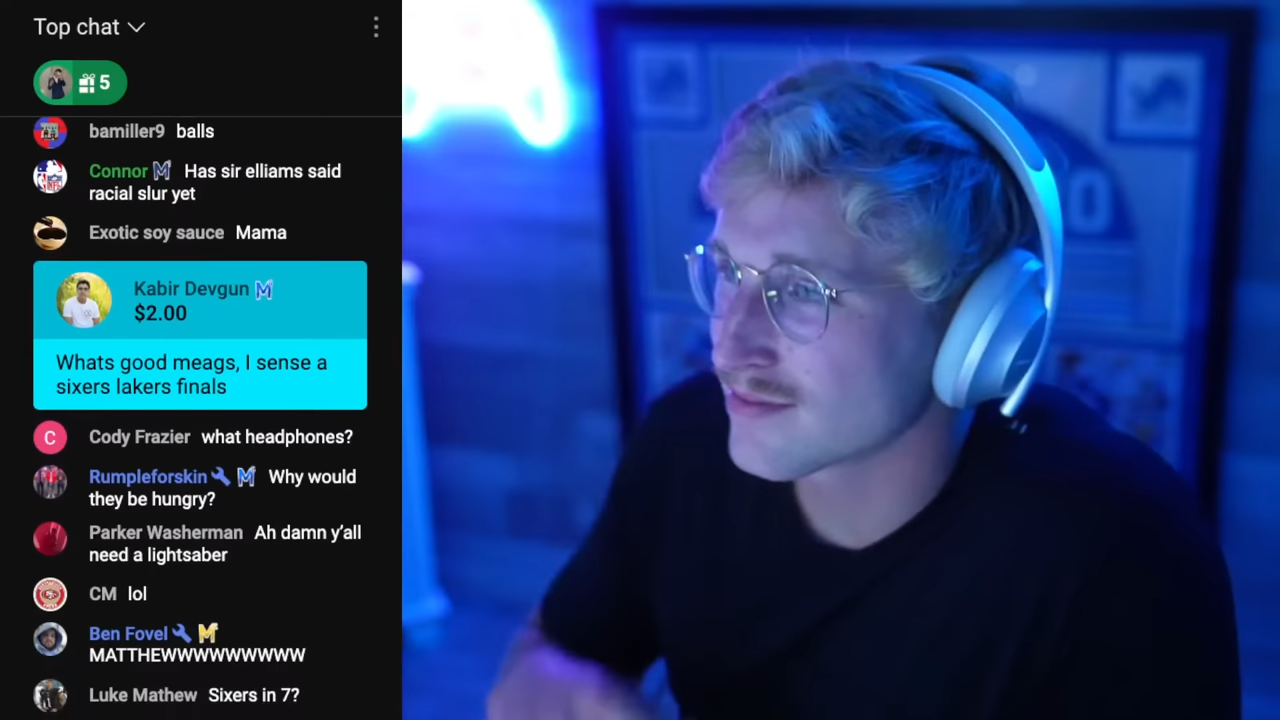 Top chat
5
bamiller9 balls
Connor Has sir elliams said
racial slur yet
Exotic soy sauce Mama
Kabir Devgun
$2.00
Whats good meags, I sense a
sixers lakers finals
C
Cody Frazier what headphones?
Rumpleforskin Why would
they be hungry?
Parker Washerman Ah damn y’all
need a lightsaber
CM lol
Ben Fovel
MATTHEWWWWWWWWW
Luke Mathew Sixers in 7?